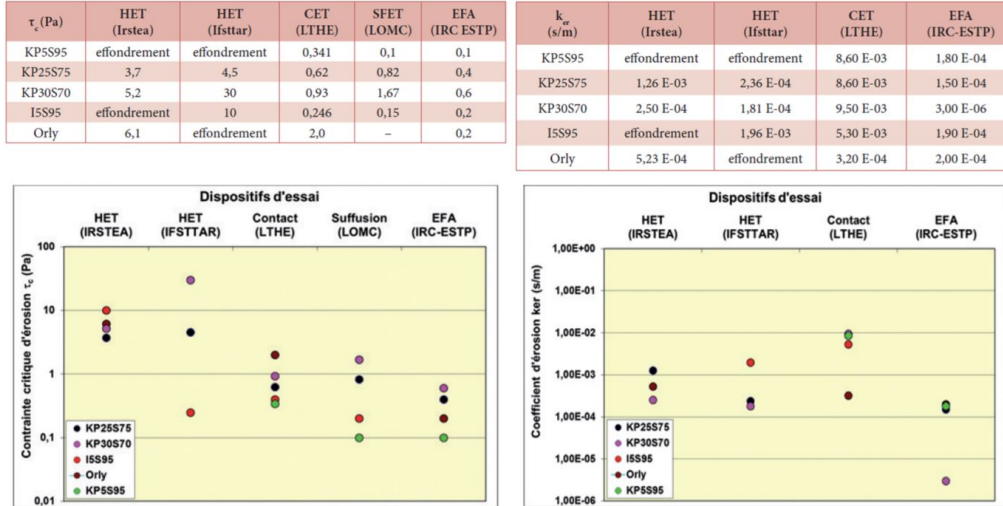 τc (Pa) HET (Irstea) HET (Ifsttar) CET (LTHE) SFET (LOMC) EFA (IRC ESTP)
KP5S95 effondrement effondrement 0,341 0,1 0,1
KP25S75 3,7 4,5 0,62 0,82 0,4
KP30S70 5,2 30 0,93 1,67 0,6
I5S95 effondrement 10 0,246 0,15 0,2
Orly 6,1 effondrement 2,0 – 0,2
ker (s/m) HET (Irstea) HET (Ifsttar) CET (LTHE) EFA (IRC-ESTP)
KP5S95 effondrement effondrement 8,60 E-03 1,80 E-04
KP25S75 1,26 E-03 2,36 E-04 8,60 E-03 1,50 E-04
KP30S70 2,50 E-04 1,81 E-04 9,50 E-03 3,00 E-06
I5S95 effondrement 1,96 E-03 5,30 E-03 1,90 E-04
Orly 5,23 E-04 effondrement 3,20 E-04 2,00 E-04
Dispositifs d'essai
HET Contact Suffusion EFA
HET (IRSTEA) HET (IFSTTAR) Contact (LTHE) Suffusion (LOMC) EFA (IRC-ESTP)
Contrainte critique d'érosion τc (Pa)
100
10
1
0,1
0,01
KP25S75
KP30S70
I5S95
Orly
KP5S95
Dispositifs d'essai
HET (IRSTEA) HET (IFSTTAR) Contact (LTHE) EFA (IRC-ESTP)
Coefficient d'érosion ker (s/m)
1,00E+00
1,00E-01
1,00E-02
1,00E-03
1,00E-04
1,00E-05
1,00E-06
KP25S75
KP30S70
I5S95
Orly
KP5S95